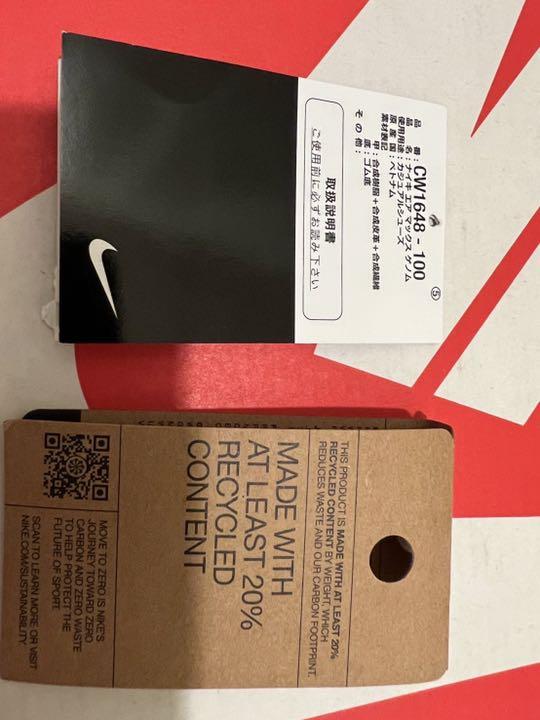 品 番 : CW1648 - 100 ⑤
品 名 : ナイキ エア マックス ゲノム
使用用途 : カジュアルシューズ
原 産 国 : ベトナム
素材表記 甲 : 合成樹脂＋合成皮革＋合成繊維
底 : ゴム底
そ の 他 :
取扱説明書
ご使用前に必ずお読み下さい
THIS PRODUCT IS MADE WITH AT LEAST 20%
RECYCLED CONTENT BY WEIGHT, WHICH
REDUCES WASTE AND OUR CARBON FOOTPRINT.
MADE WITH
AT LEAST 20%
RECYCLED
CONTENT
MOVE TO ZERO IS NIKE'S
JOURNEY TOWARD ZERO
CARBON AND ZERO WASTE
TO HELP PROTECT THE
FUTURE OF SPORT.
SCAN TO LEARN MORE OR VISIT
NIKE.COM/SUSTAINABILITY